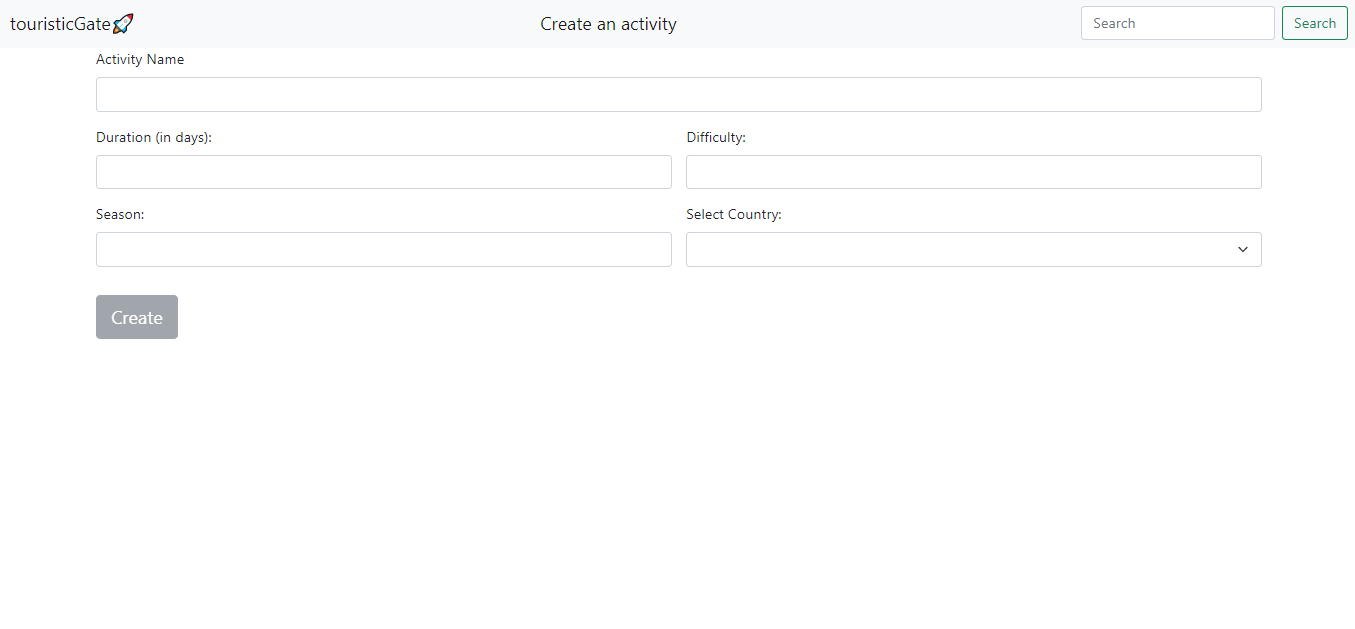 touristicGate🚀 Create an activity Search Search
Activity Name
Duration (in days): Difficulty:
Season: Select Country:
Create